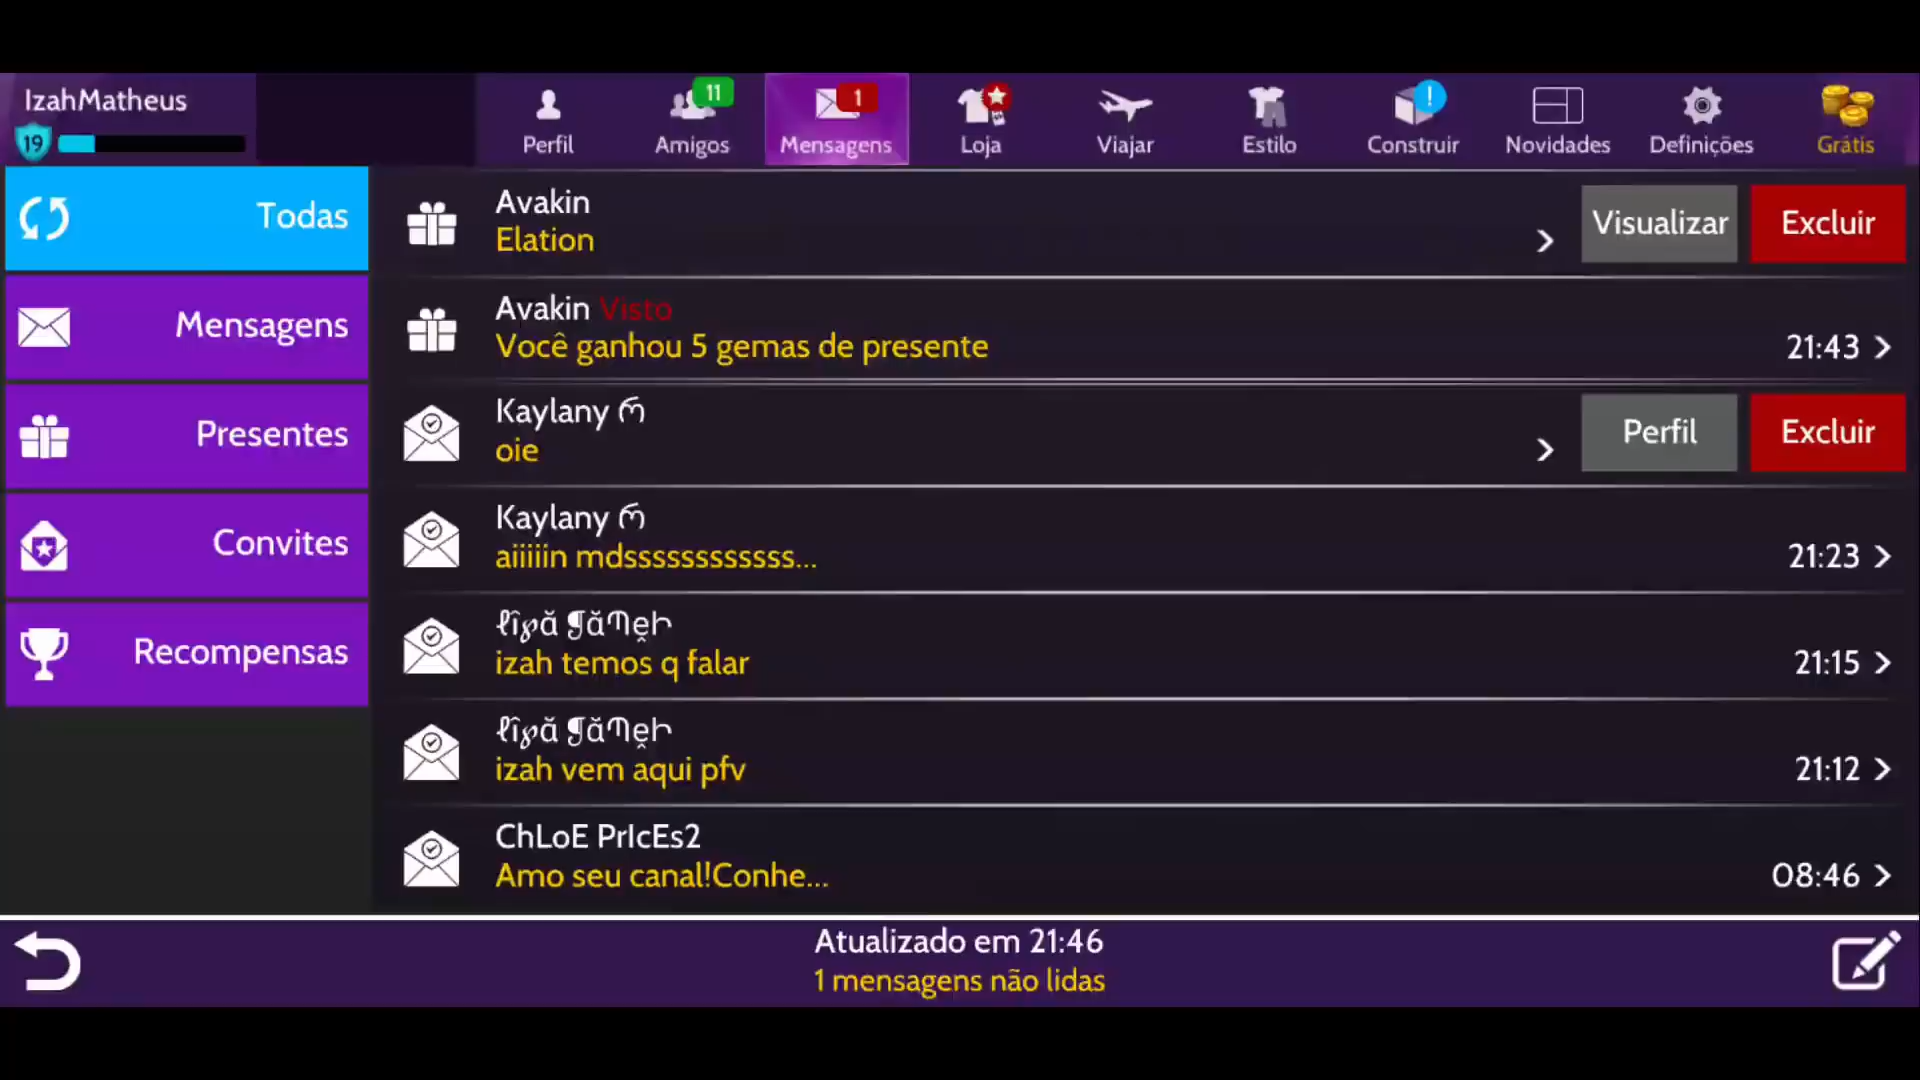 IzahMatheus
19
Perfil
11
Amigos
1
Mensagens
Loja
Viajar
Estilo
!
Construir
Novidades
Definições
Grátis
Todas
Mensagens
Presentes
Convites
Recompensas
Avakin
Elation
Visualizar
Excluir
Avakin Visto
Você ganhou 5 gemas de presente
21:43
Kaylany ጠ
oie
Perfil
Excluir
Kaylany ጠ
aiiiiin mdssssssssssss...
21:23
ƭîꝑă ¶ăՊḙի
izah temos q falar
21:15
izah vem aqui pfv
21:12
ChLoE PrIcEs2
Amo seu canal!Conhe...
08:46
Atualizado em 21:46
1 mensagens não lidas